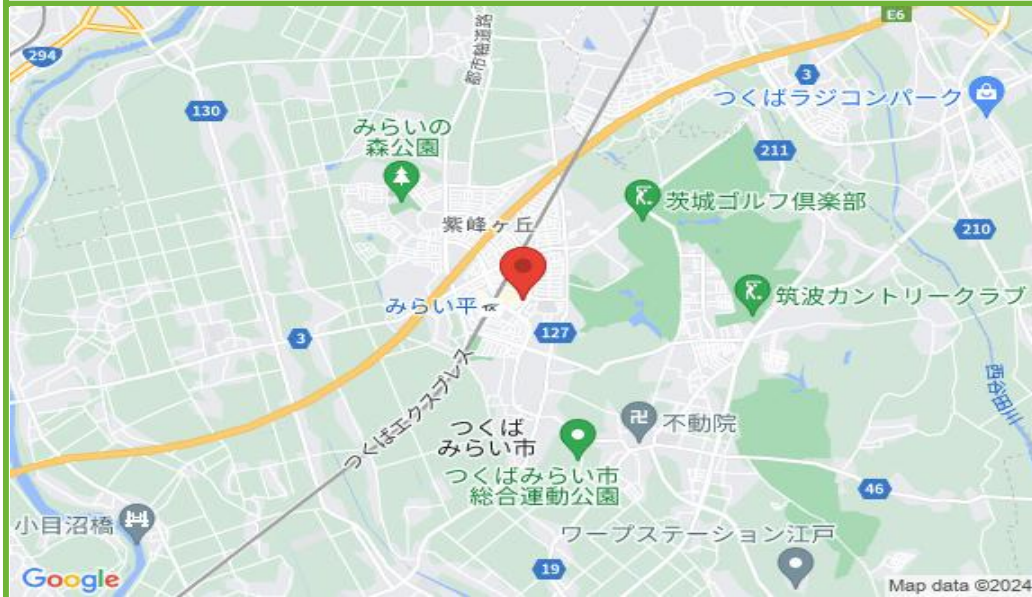 E6
294
都市軸道路
3
つくばラジコンパーク
130
みらいの
森公園
211
茨城ゴルフ倶楽部
紫峰ヶ丘
210
筑波カントリークラブ
みらい平
127
3
西谷田川
つくばエクスプレス
つくば
みらい市
不動院
つくばみらい市
総合運動公園
46
小目沼橋
ワープステーション江戸
19
Google
Map data ©2024